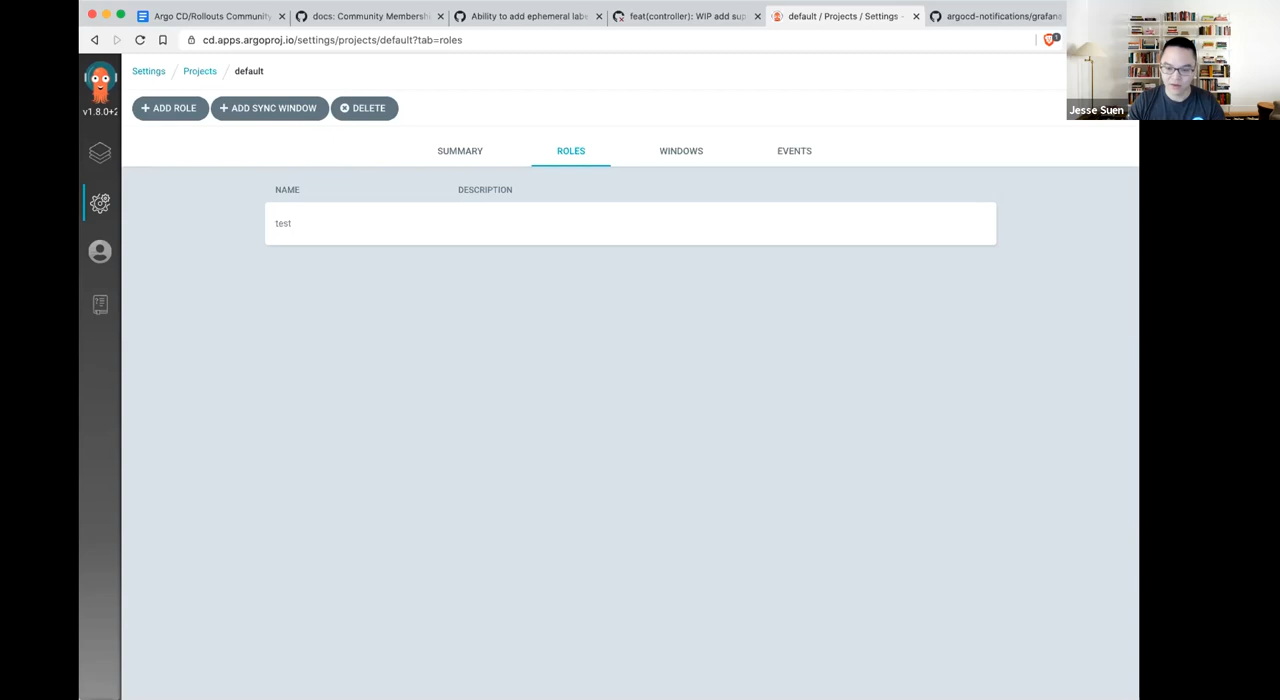 Argo CD/Rollouts Community
docs: Community Membershi
Ability to add ephemeral labe
feat(controller): WIP add sup
default / Projects / Settings -
argocd-notifications/grafana
cd.apps.argoproj.io/settings/projects/default?tab=roles
1
Settings / Projects / default
v1.8.0+2
ADD ROLE
ADD SYNC WINDOW
DELETE
Jesse Suen
SUMMARY
ROLES
WINDOWS
EVENTS
NAME
DESCRIPTION
test